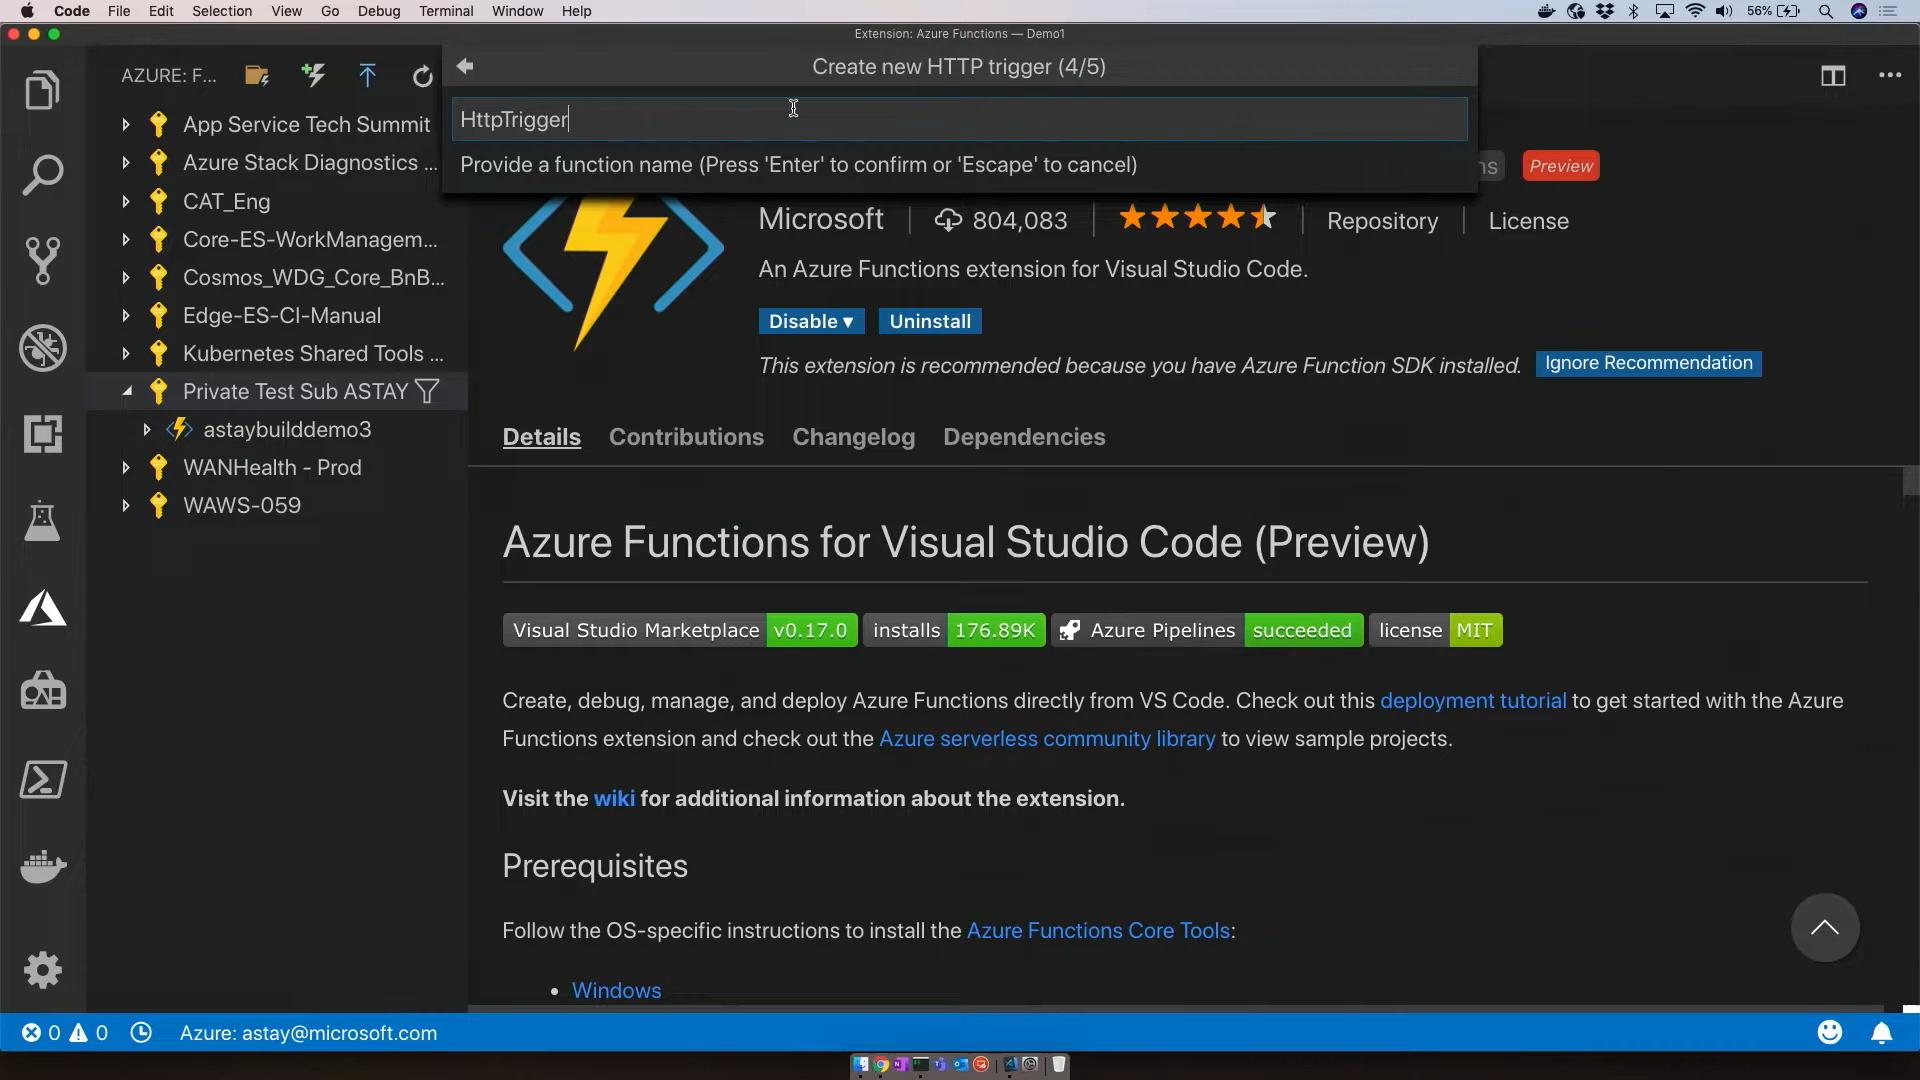 Code File Edit Selection View Go Debug Terminal Window Help 56%
Extension: Azure Functions — Demo1
AZURE: F...
Create new HTTP trigger (4/5)
HttpTrigger
Provide a function name (Press 'Enter' to confirm or 'Escape' to cancel)
App Service Tech Summit
Azure Stack Diagnostics ...
CAT_Eng
Core-ES-WorkManagem...
Cosmos_WDG_Core_BnB...
Edge-ES-CI-Manual
Kubernetes Shared Tools ...
Private Test Sub ASTAY
astaybuilddemo3
WANHealth - Prod
WAWS-059
ns Preview
Microsoft 804,083 Repository License
An Azure Functions extension for Visual Studio Code.
Disable ▾ Uninstall
This extension is recommended because you have Azure Function SDK installed. Ignore Recommendation
Details Contributions Changelog Dependencies
Azure Functions for Visual Studio Code (Preview)
Visual Studio Marketplace v0.17.0 installs 176.89K Azure Pipelines succeeded license MIT
Create, debug, manage, and deploy Azure Functions directly from VS Code. Check out this deployment tutorial to get started with the Azure
Functions extension and check out the Azure serverless community library to view sample projects.
Visit the wiki for additional information about the extension.
Prerequisites
Follow the OS-specific instructions to install the Azure Functions Core Tools:
• Windows
0 0 Azure: astay@microsoft.com